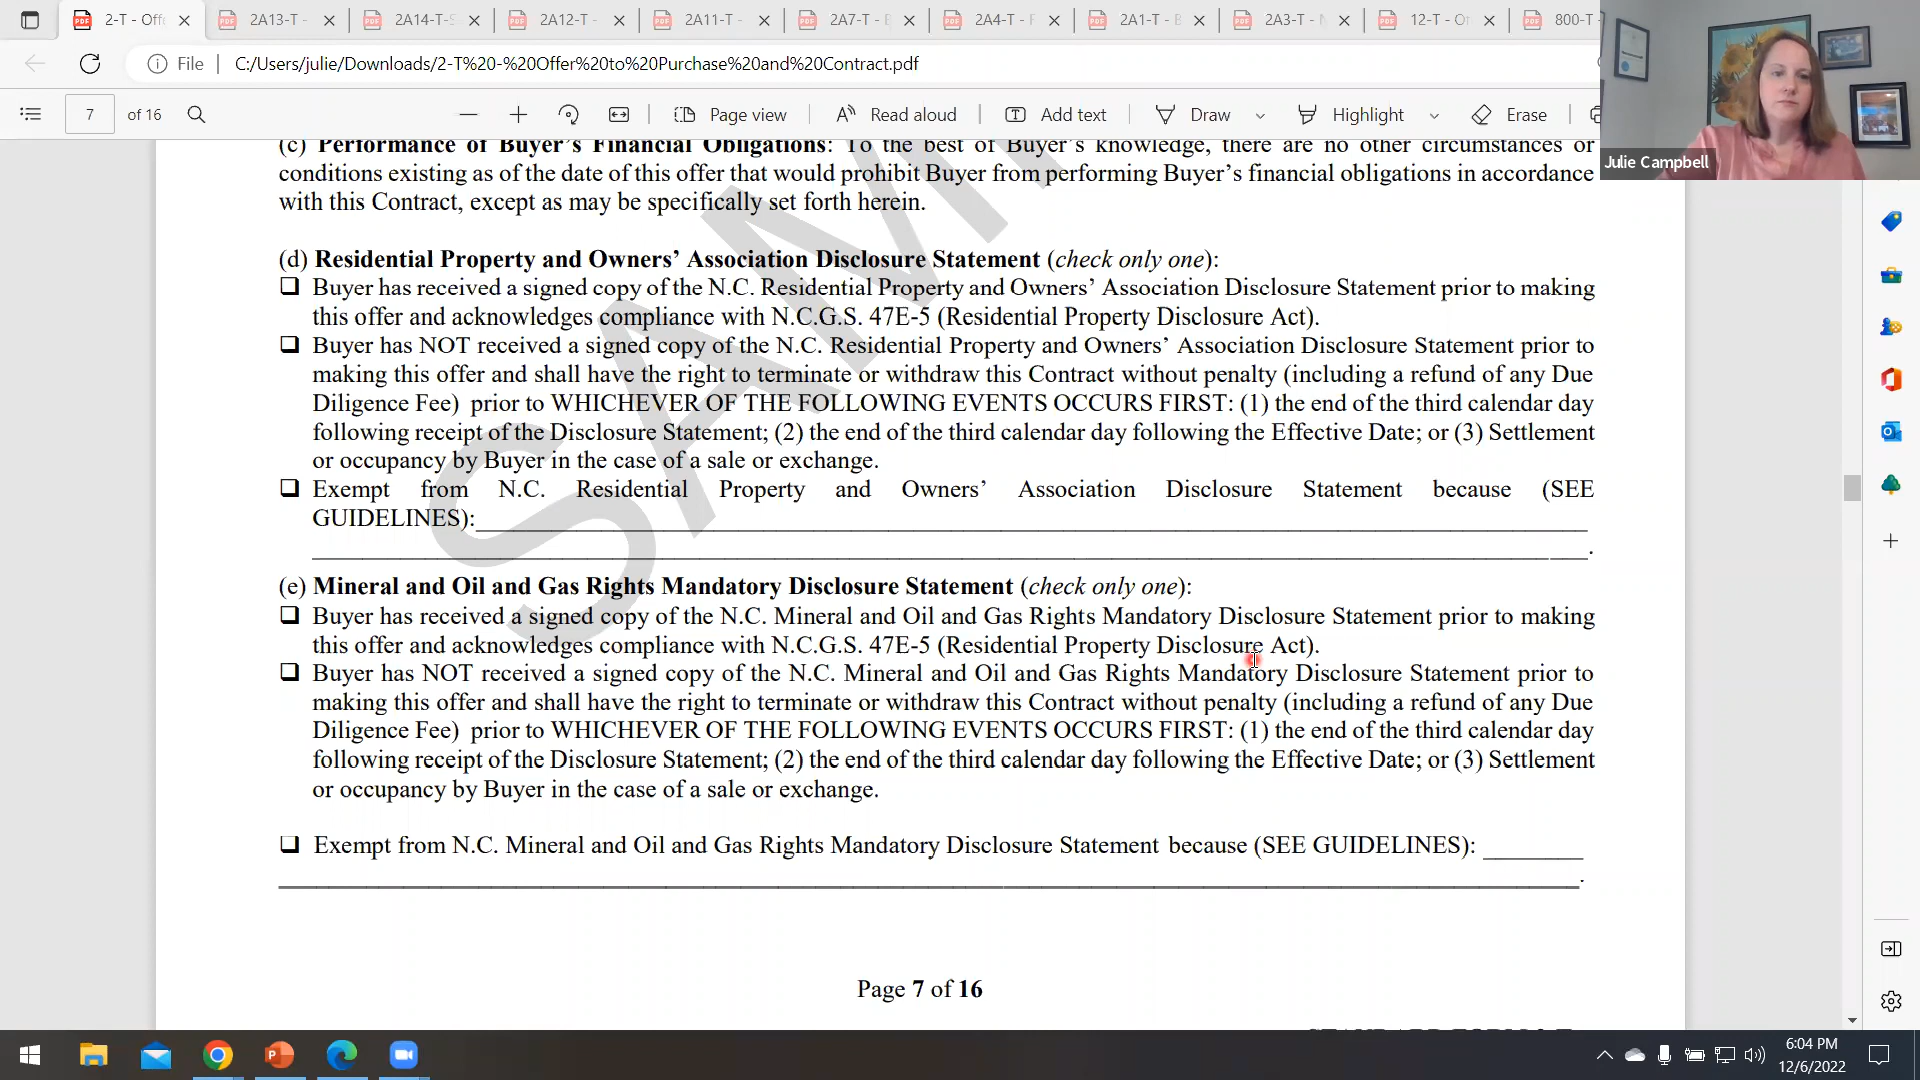 2-T - Offe
2A13-T -
2A14-T-S
2A12-T -
2A11-T -
2A7-T - B
2A4-T - F
2A1-T - B
2A3-T -
12-T - Ot
800-T -
File
C:/Users/julie/Downloads/2-T%20-%20Offer%20to%20Purchase%20and%20Contract.pdf
7 of 16
Page view
Read aloud
Add text
Draw
Highlight
Erase
Julie Campbell
(c) Performance of Buyer's Financial Obligations: To the best of Buyer's knowledge, there are no other circumstances or
conditions existing as of the date of this offer that would prohibit Buyer from performing Buyer's financial obligations in accordance
with this Contract, except as may be specifically set forth herein.
(d) Residential Property and Owners' Association Disclosure Statement (check only one):
Buyer has received a signed copy of the N.C. Residential Property and Owners' Association Disclosure Statement prior to making
this offer and acknowledges compliance with N.C.G.S. 47E-5 (Residential Property Disclosure Act).
Buyer has NOT received a signed copy of the N.C. Residential Property and Owners' Association Disclosure Statement prior to
making this offer and shall have the right to terminate or withdraw this Contract without penalty (including a refund of any Due
Diligence Fee) prior to WHICHEVER OF THE FOLLOWING EVENTS OCCURS FIRST: (1) the end of the third calendar day
following receipt of the Disclosure Statement; (2) the end of the third calendar day following the Effective Date; or (3) Settlement
or occupancy by Buyer in the case of a sale or exchange.
Exempt from N.C. Residential Property and Owners' Association Disclosure Statement because (SEE
GUIDELINES):
(e) Mineral and Oil and Gas Rights Mandatory Disclosure Statement (check only one):
Buyer has received a signed copy of the N.C. Mineral and Oil and Gas Rights Mandatory Disclosure Statement prior to making
this offer and acknowledges compliance with N.C.G.S. 47E-5 (Residential Property Disclosure Act).
Buyer has NOT received a signed copy of the N.C. Mineral and Oil and Gas Rights Mandatory Disclosure Statement prior to
making this offer and shall have the right to terminate or withdraw this Contract without penalty (including a refund of any Due
Diligence Fee) prior to WHICHEVER OF THE FOLLOWING EVENTS OCCURS FIRST: (1) the end of the third calendar day
following receipt of the Disclosure Statement; (2) the end of the third calendar day following the Effective Date; or (3) Settlement
or occupancy by Buyer in the case of a sale or exchange.
Exempt from N.C. Mineral and Oil and Gas Rights Mandatory Disclosure Statement because (SEE GUIDELINES):
Page 7 of 16
6:04 PM
12/6/2022